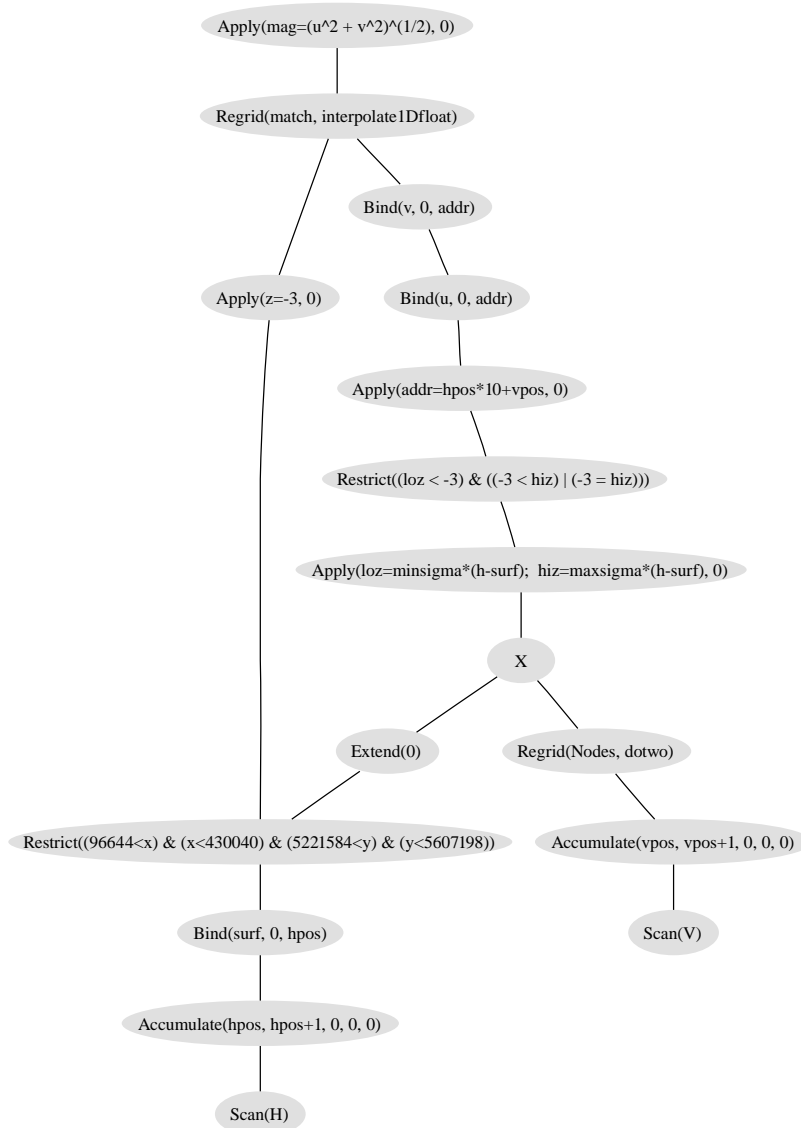 Apply(mag=(u^2 + v^2)^(1/2), 0)
Regrid(match, interpolate1Dfloat)
Bind(v, 0, addr)
Apply(z=-3, 0)
Bind(u, 0, addr)
Apply(addr=hpos*10+vpos, 0)
Restrict((loz < -3) & ((-3 < hiz) | (-3 = hiz)))
Apply(loz=minsigma*(h-surf);  hiz=maxsigma*(h-surf), 0)
X
Extend(0)
Regrid(Nodes, dotwo)
Restrict((96644<x) & (x<430040) & (5221584<y) & (y<5607198))
Accumulate(vpos, vpos+1, 0, 0, 0)
Bind(surf, 0, hpos)
Scan(V)
Accumulate(hpos, hpos+1, 0, 0, 0)
Scan(H)